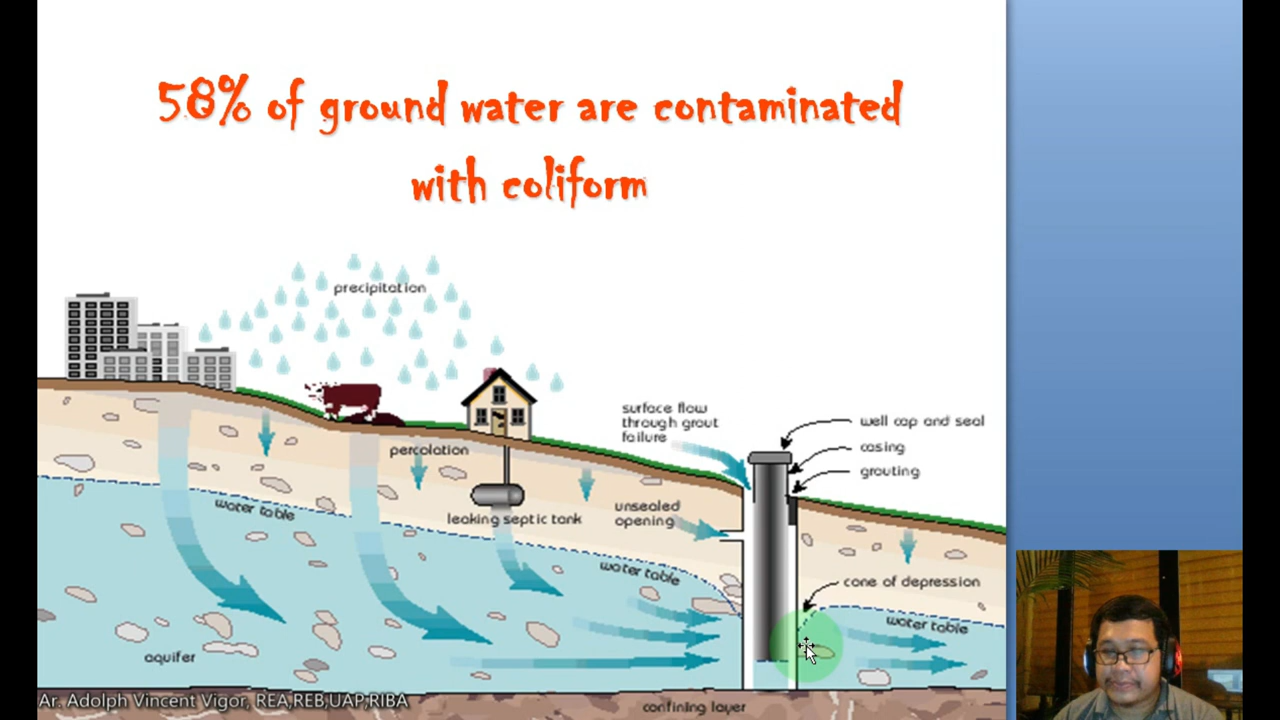 58% of ground water are contaminated
with coliform
precipitation
surface flow
through grout
failure
well cap and seal
casing
grouting
percolation
unsealed
opening
water table
leaking septic tank
water table
cone of depression
water table
aquifer
Ar. Adolph Vincent Vigor, REA,REB,UAP,RIBA
confining layer